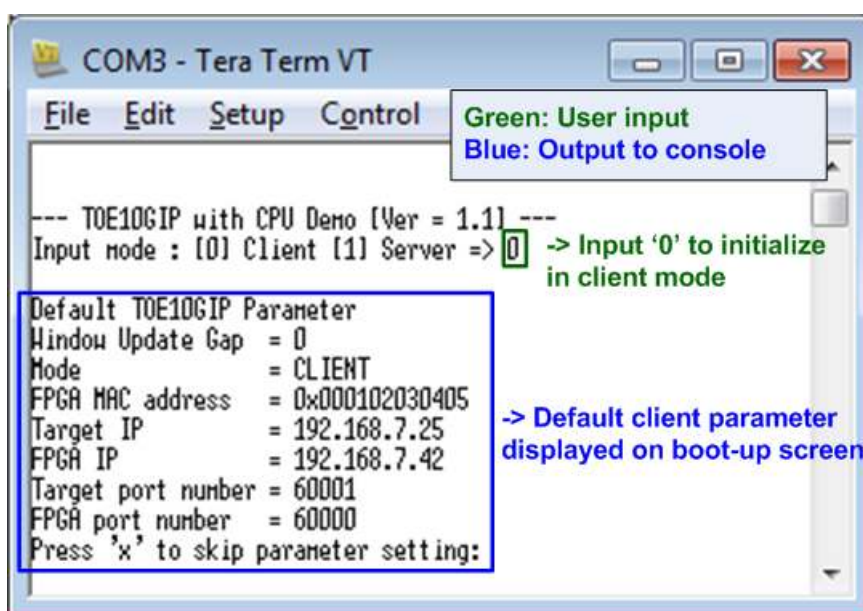 COM3 - Tera Term VT
File Edit Setup Control
Green: User input
Blue: Output to console
--- TOE10GIP with CPU Demo [Ver = 1.1] ---
Input mode : [0] Client [1] Server => 0
-> Input ‘0’ to initialize
in client mode
Default TOE10GIP Parameter
Window Update Gap = 0
Mode = CLIENT
FPGA MAC address = 0x000102030405
Target IP = 192.168.7.25
FPGA IP = 192.168.7.42
Target port number = 60001
FPGA port number = 60000
Press 'x' to skip parameter setting:
-> Default client parameter
displayed on boot-up screen